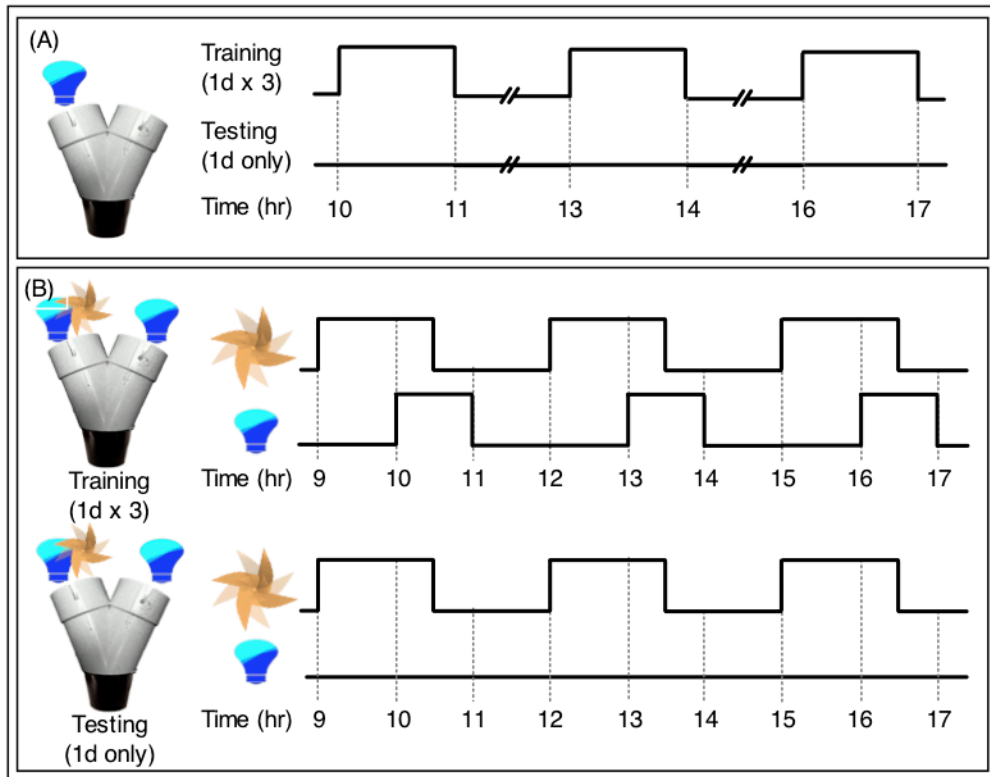 (A)
Training
(1d x 3)
Testing
(1d only)
Time (hr)
10 11 13 14 16 17
(B)
Training
(1d x 3)
Time (hr)
9 10 11 12 13 14 15 16 17
Testing
(1d only)
Time (hr)
9 10 11 12 13 14 15 16 17